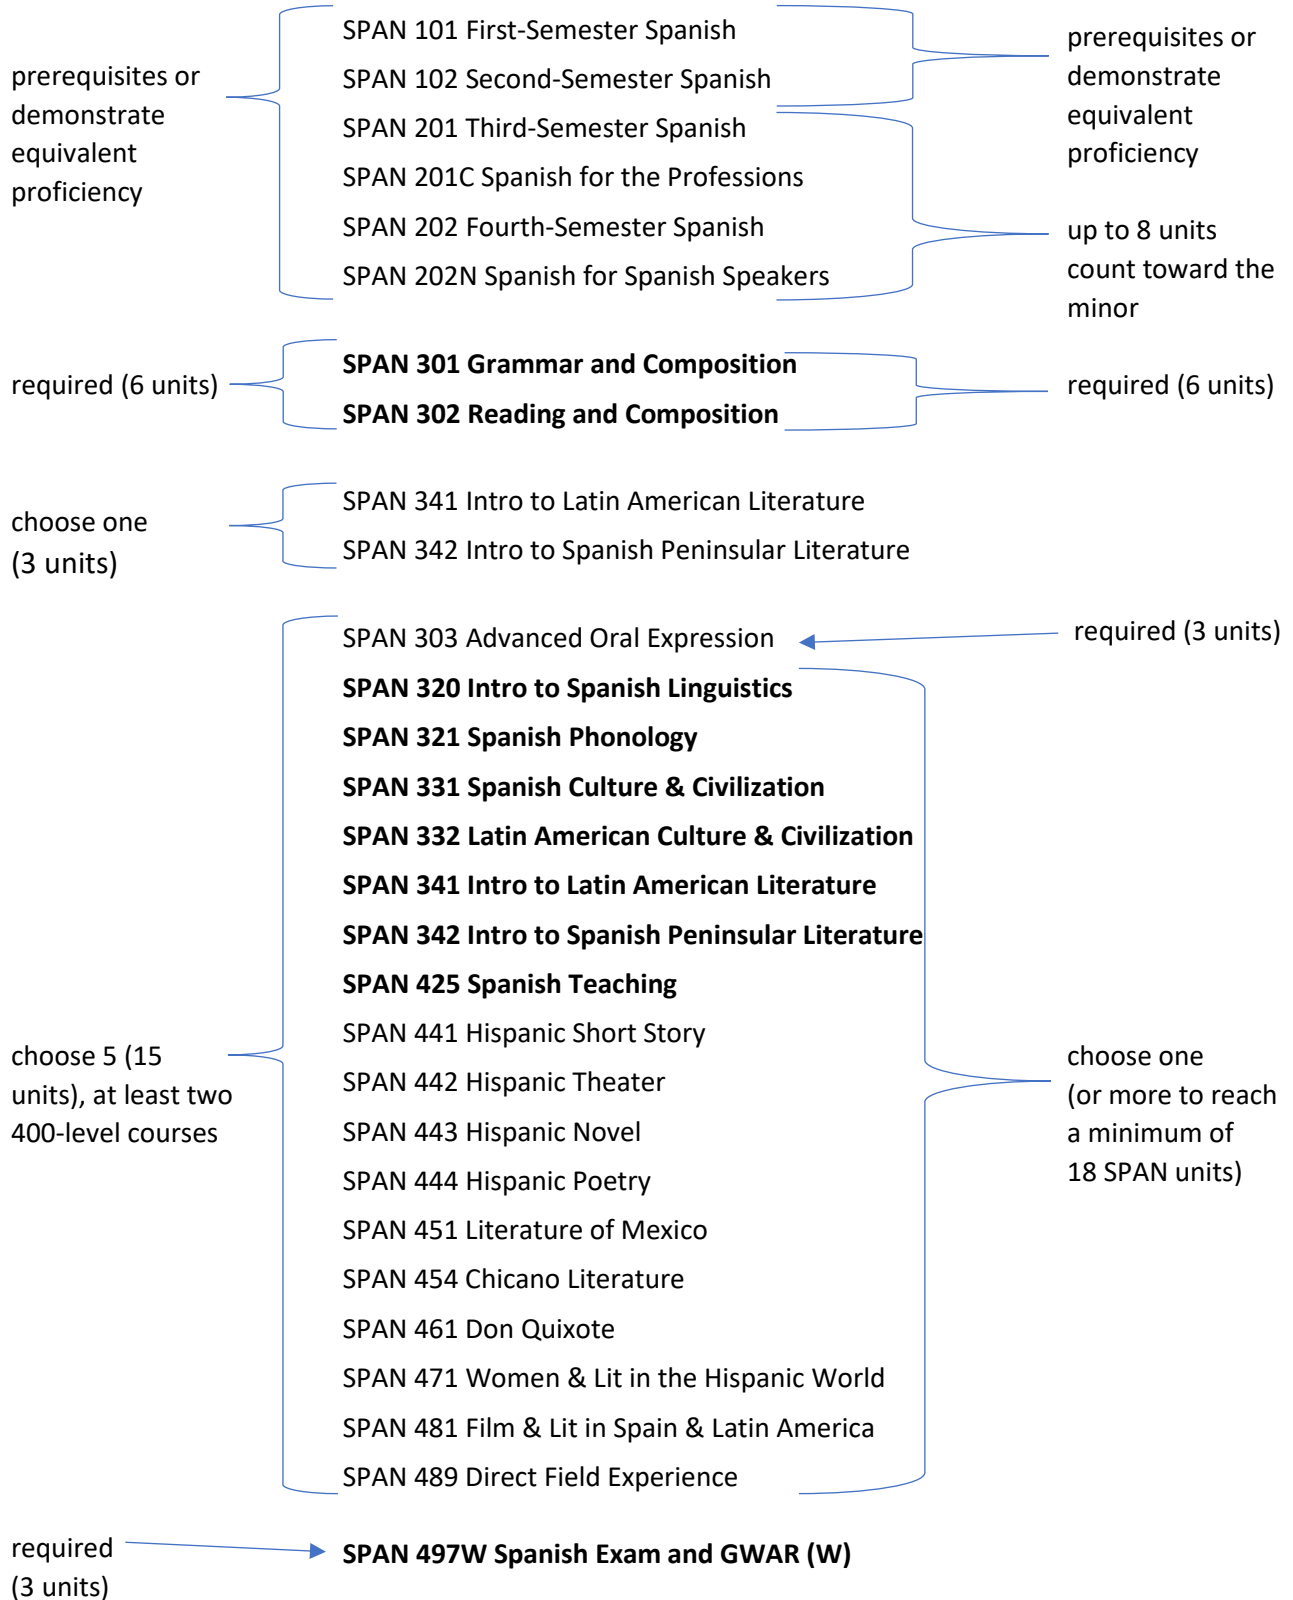 prerequisites or
demonstrate
equivalent
proficiency
SPAN 101 First-Semester Spanish
SPAN 102 Second-Semester Spanish
SPAN 201 Third-Semester Spanish
SPAN 201C Spanish for the Professions
SPAN 202 Fourth-Semester Spanish
SPAN 202N Spanish for Spanish Speakers
prerequisites or
demonstrate
equivalent
proficiency
up to 8 units
count toward the
minor
required (6 units)
SPAN 301 Grammar and Composition
SPAN 302 Reading and Composition
required (6 units)
choose one
(3 units)
SPAN 341 Intro to Latin American Literature
SPAN 342 Intro to Spanish Peninsular Literature
choose 5 (15
units), at least two
400-level courses
SPAN 303 Advanced Oral Expression
SPAN 320 Intro to Spanish Linguistics
SPAN 321 Spanish Phonology
SPAN 331 Spanish Culture & Civilization
SPAN 332 Latin American Culture & Civilization
SPAN 341 Intro to Latin American Literature
SPAN 342 Intro to Spanish Peninsular Literature
SPAN 425 Spanish Teaching
SPAN 441 Hispanic Short Story
SPAN 442 Hispanic Theater
SPAN 443 Hispanic Novel
SPAN 444 Hispanic Poetry
SPAN 451 Literature of Mexico
SPAN 454 Chicano Literature
SPAN 461 Don Quixote
SPAN 471 Women & Lit in the Hispanic World
SPAN 481 Film & Lit in Spain & Latin America
SPAN 489 Direct Field Experience
required (3 units)
choose one
(or more to reach
a minimum of
18 SPAN units)
required
(3 units)
SPAN 497W Spanish Exam and GWAR (W)